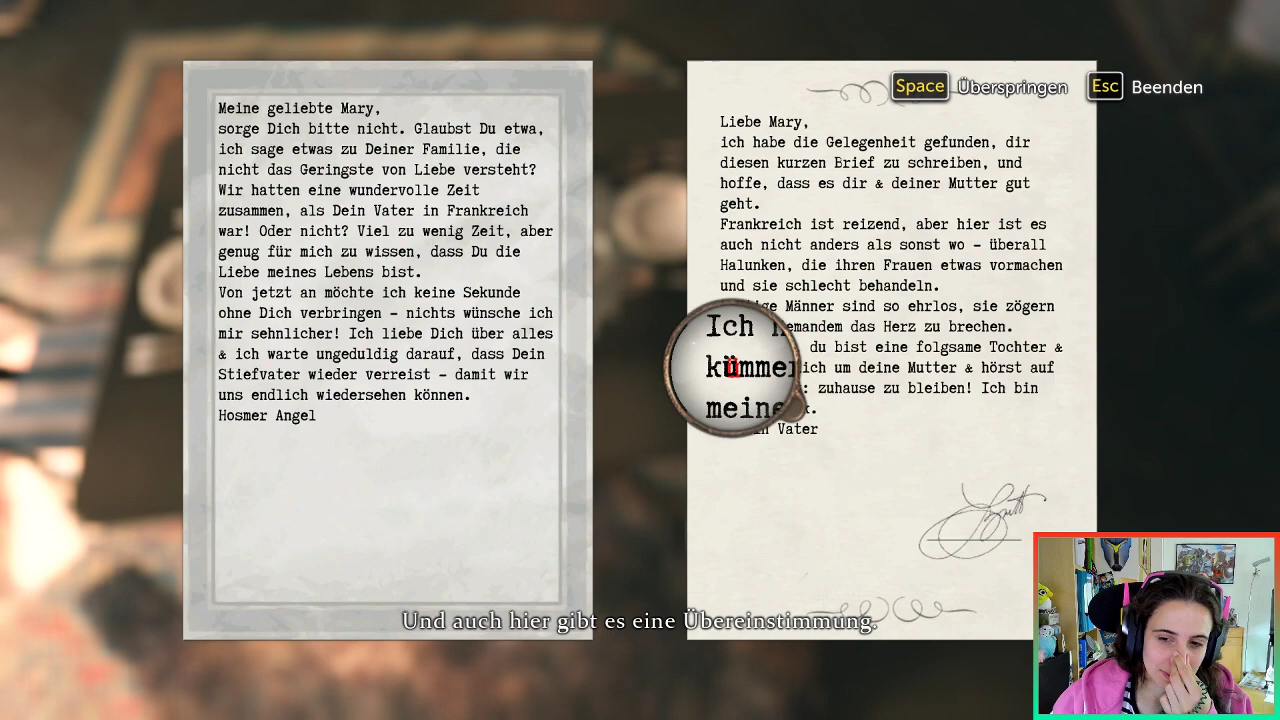 Meine geliebte Mary,
sorge Dich bitte nicht. Glaubst Du etwa,
ich sage etwas zu Deiner Familie, die
nicht das Geringste von Liebe versteht?
Wir hatten eine wundervolle Zeit
zusammen, als Dein Vater in Frankreich
war! Oder nicht? Viel zu wenig Zeit, aber
genug für mich zu wissen, dass Du die
Liebe meines Lebens bist.
Von jetzt an möchte ich keine Sekunde
ohne Dich verbringen – nichts wünsche ich
mir sehnlicher! Ich liebe Dich über alles
& ich warte ungeduldig darauf, dass Dein
Stiefvater wieder verreist – damit wir
uns endlich wiedersehen können.
Hosmer Angel
Space Überspringen Esc Beenden
Liebe Mary,
ich habe die Gelegenheit gefunden, dir
diesen kurzen Brief zu schreiben, und
hoffe, dass es dir & deiner Mutter gut
geht.
Frankreich ist reizend, aber hier ist es
auch nicht anders als sonst wo – überall
Halunken, die ihren Frauen etwas vormachen
und sie schlecht behandeln.
Männer sind so ehrlos, sie zögern
Ich das Herz zu brechen.
du bist eine folgsame Tochter &
kümmer ich um deine Mutter & hörst auf
zuhause zu bleiben! Ich bin
meine
Vater
Und auch hier gibt es eine Übereinstimmung.